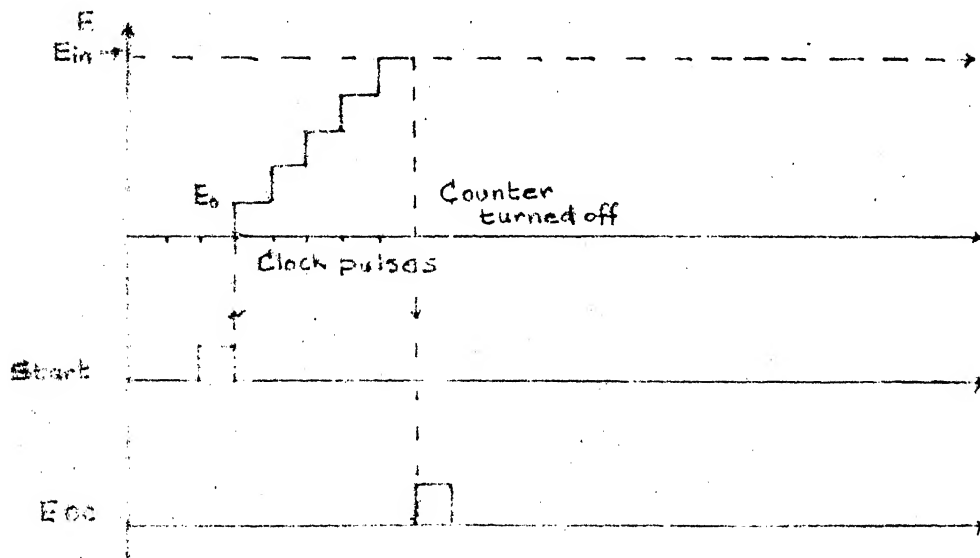 E
Ein
E₀
Counter
turned off
Clock pulses
Start
EOC